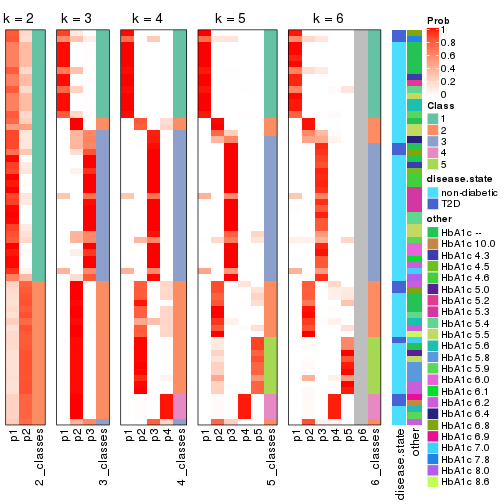 k = 2 k = 3 k = 4 k = 5 k = 6
p1
p2
2_classes
p1
p2
p3
3_classes
p1
p2
p3
p4
4_classes
p1
p2
p3
p4
p5
5_classes
p1
p2
p3
p4
p5
p6
6_classes
disease.state
other
Prob
1
0.8
0.6
0.4
0.2
0
Class
1
2
3
4
5
disease.state
non-diabetic
T2D
other
HbA1c --
HbA1c 10.0
HbA1c 4.3
HbA1c 4.5
HbA1c 4.6
HbA1c 5.0
HbA1c 5.2
HbA1c 5.3
HbA1c 5.4
HbA1c 5.5
HbA1c 5.6
HbA1c 5.8
HbA1c 5.9
HbA1c 6.0
HbA1c 6.1
HbA1c 6.2
HbA1c 6.4
HbA1c 6.8
HbA1c 6.9
HbA1c 7.0
HbA1c 7.8
HbA1c 8.0
HbA1c 8.6